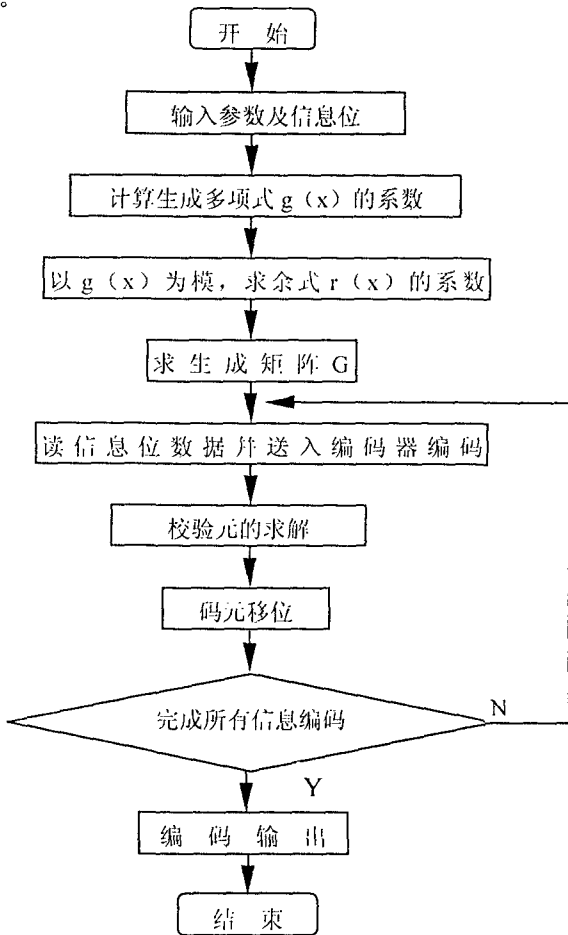 。
开 始
输入参数及信息位
计算生成多项式 g（x）的系数
以 g（x）为模，求余式 r（x）的系数
求 生 成 矩 阵 G
读 信 息 位 数 据 并 送 入 编 码 器 编 码
校验元的求解
码元移位
完成所有信息编码
N
Y
编 码 输 出
结 束